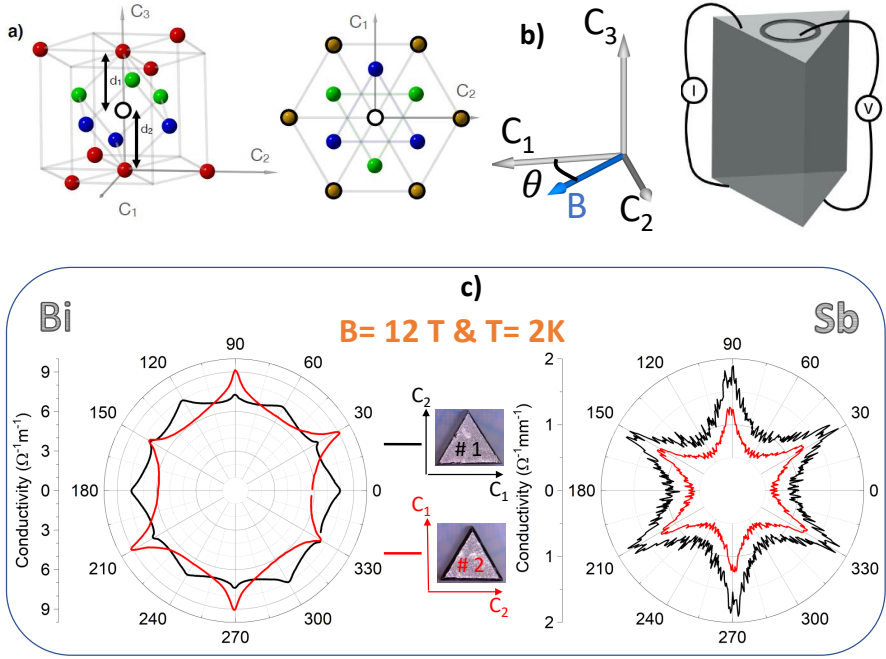 a)
C3
d1
d2
C2
C1
C1
C2
b)
C3
C1
θ
B
C2
I
V
c)
Bi
B= 12 T & T= 2K
Sb
Conductivity (Ω-1m-1)
9
6
3
0
3
6
9
90
60
30
0
330
300
270
240
210
180
150
120
C2
# 1
C1
C1
# 2
C2
Conductivity (Ω-1mm-1)
2
1
0
1
2
90
60
30
0
330
300
270
240
210
180
150
120